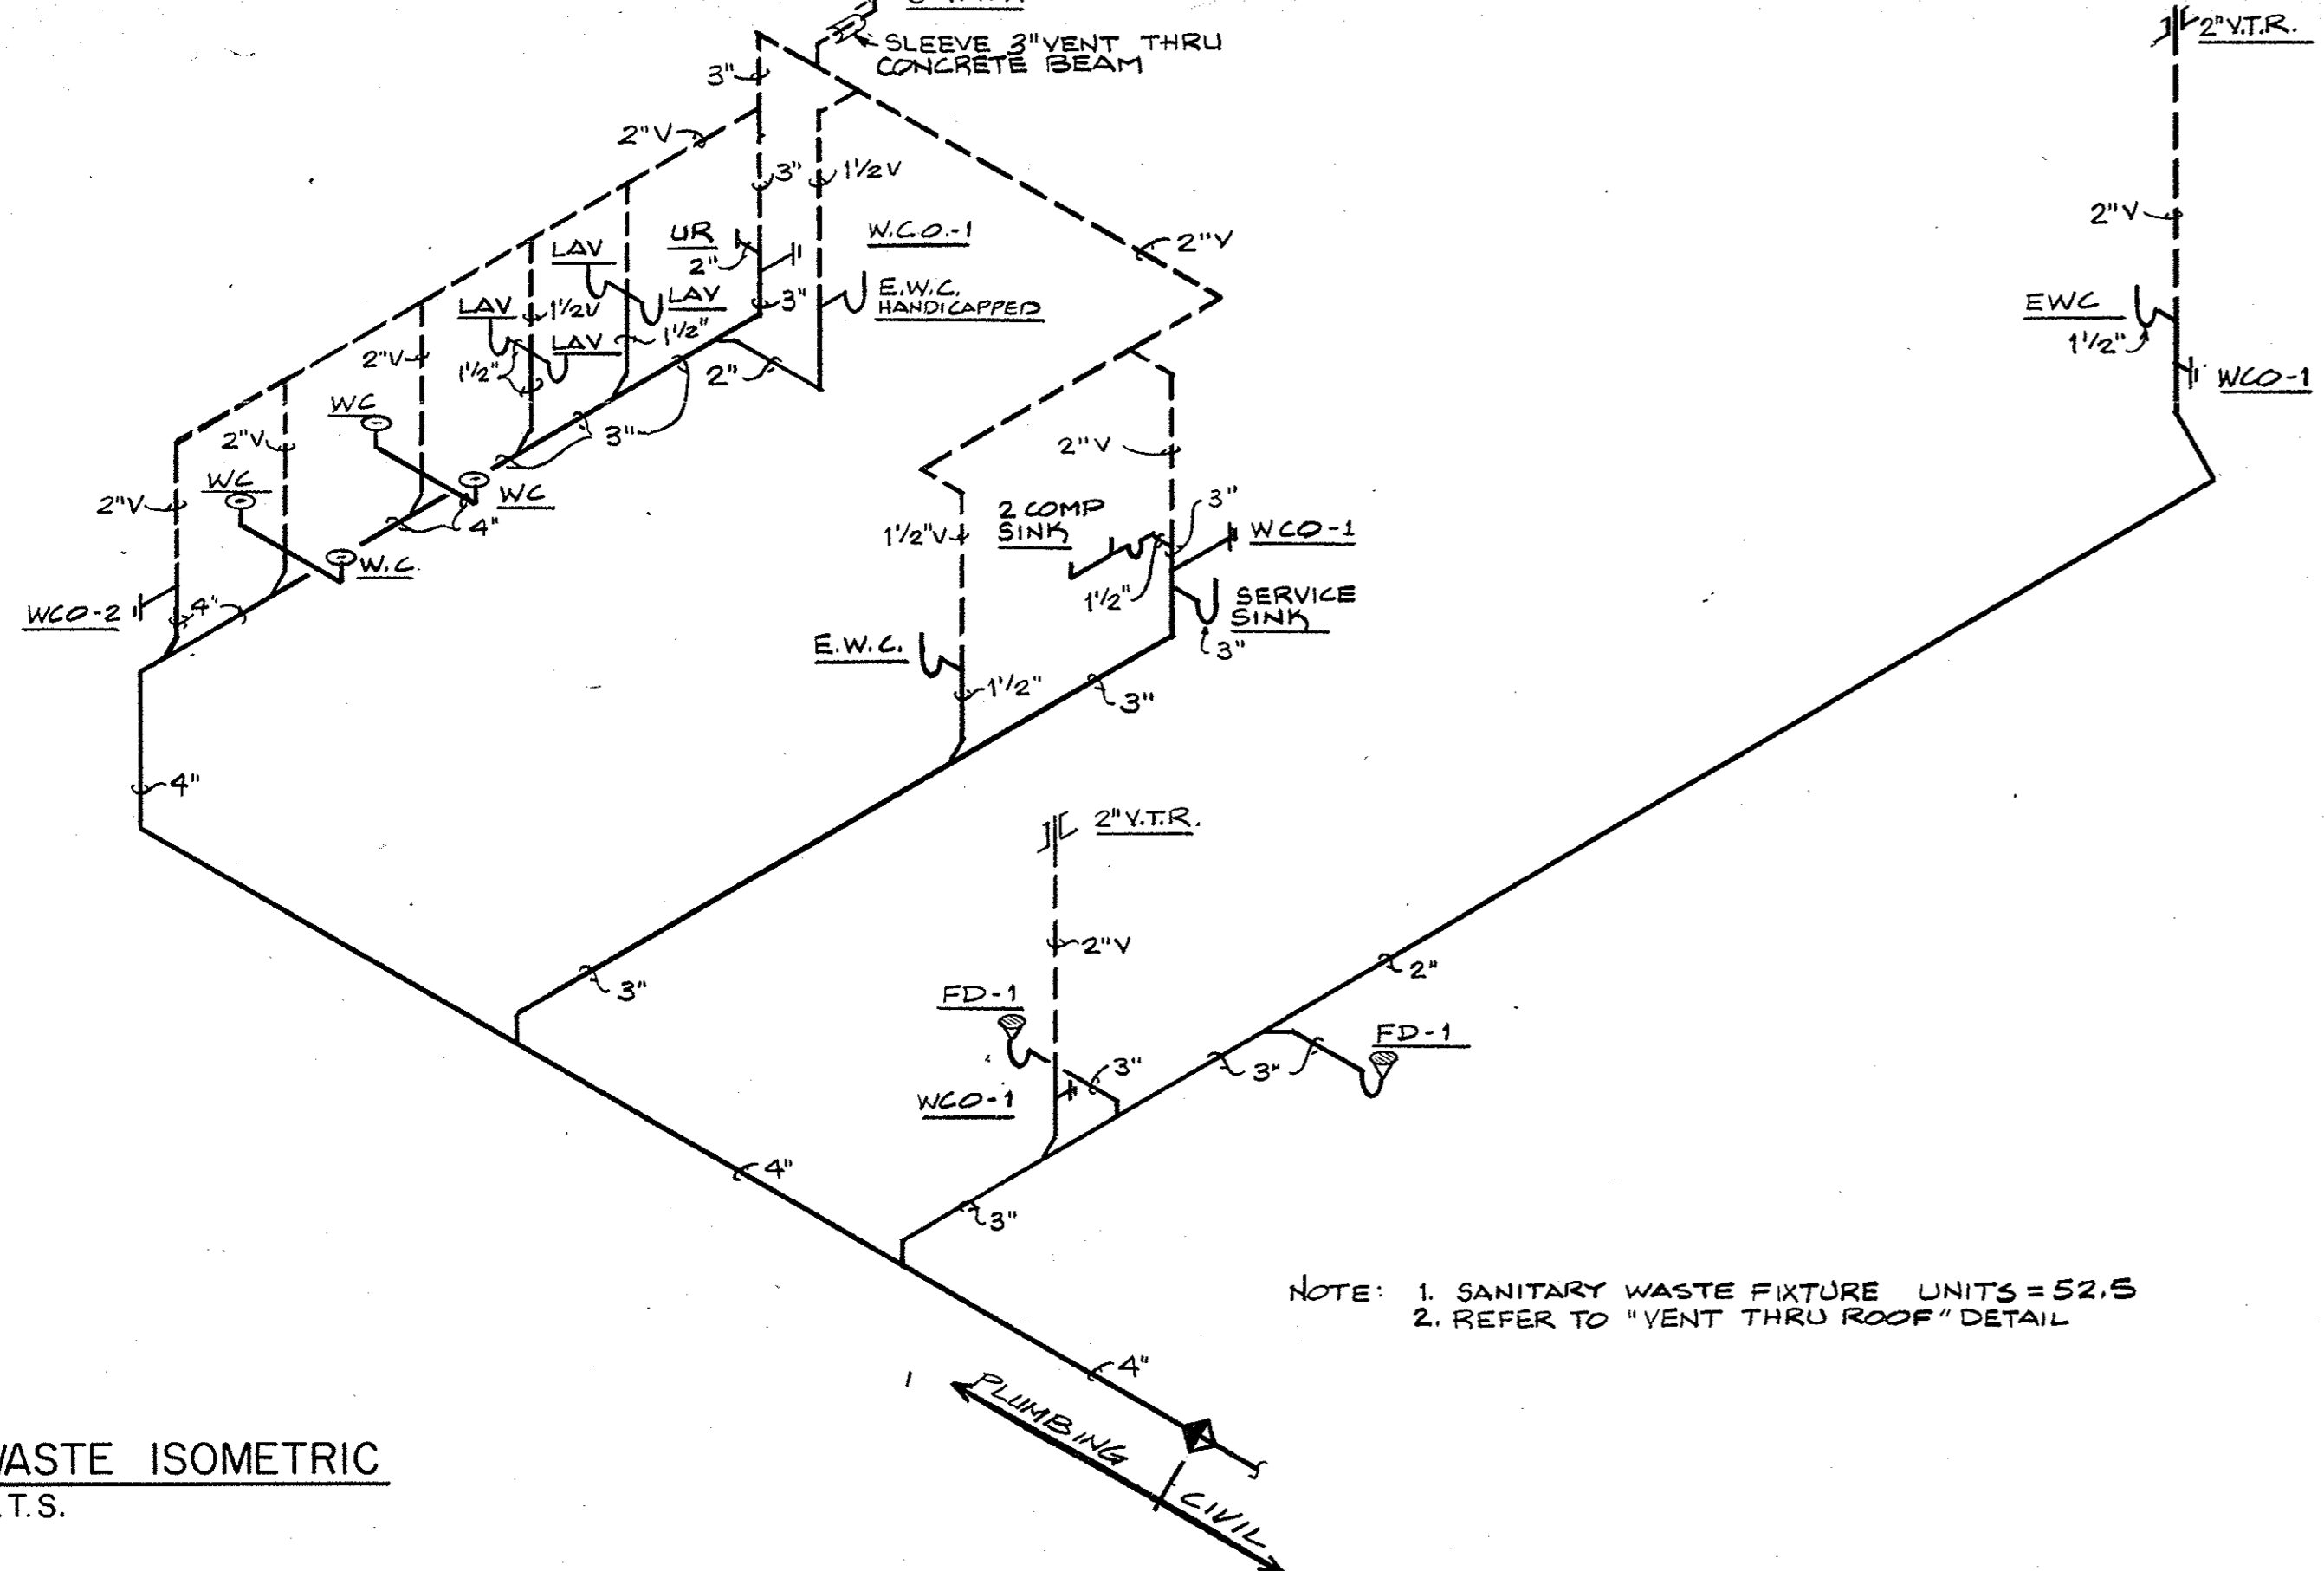 SLEEVE 3" VENT THRU
CONCRETE BEAM
2" V.T.R.
3"
2"V
3"
1 1/2 V
UR
2"
W.C.O.-1
2"V
2"V
LAV
LAV
3"
E.W.C.
HANDICAPPED
LAV
1 1/2V
LAV
1 1/2"
EWC
1 1/2"
2"V
1 1/2"
2"
WCO-1
WC
3"
2"V
2"V
WC
WC
2"V
4"
2 COMP
SINK
3"
1 1/2"V
WCO-1
W.C.
1 1/2"
SERVICE
SINK
WCO-2
4"
3"
E.W.C.
1 1/2"
3"
4"
2" V.T.R.
2"V
3"
2"
FD-1
FD-1
3"
3"
WCO-1
4"
3"
NOTE: 1. SANITARY WASTE FIXTURE UNITS = 52.5
2. REFER TO "VENT THRU ROOF" DETAIL
4"
PLUMBING
CIVIL
WASTE ISOMETRIC
.T.S.